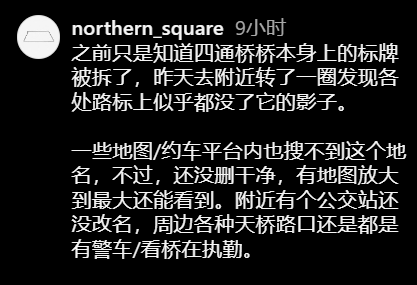 northern_square 9小时
之前只是知道四通桥桥本身上的标牌
被拆了，昨天去附近转了一圈发现各
处路标上似乎都没了它的影子。
一些地图/约车平台内也搜不到这个地
名，不过，还没删干净，有地图放大
到最大还能看到。附近有个公交站还
没改名，周边各种天桥路口还是都是
有警车/看桥在执勤。